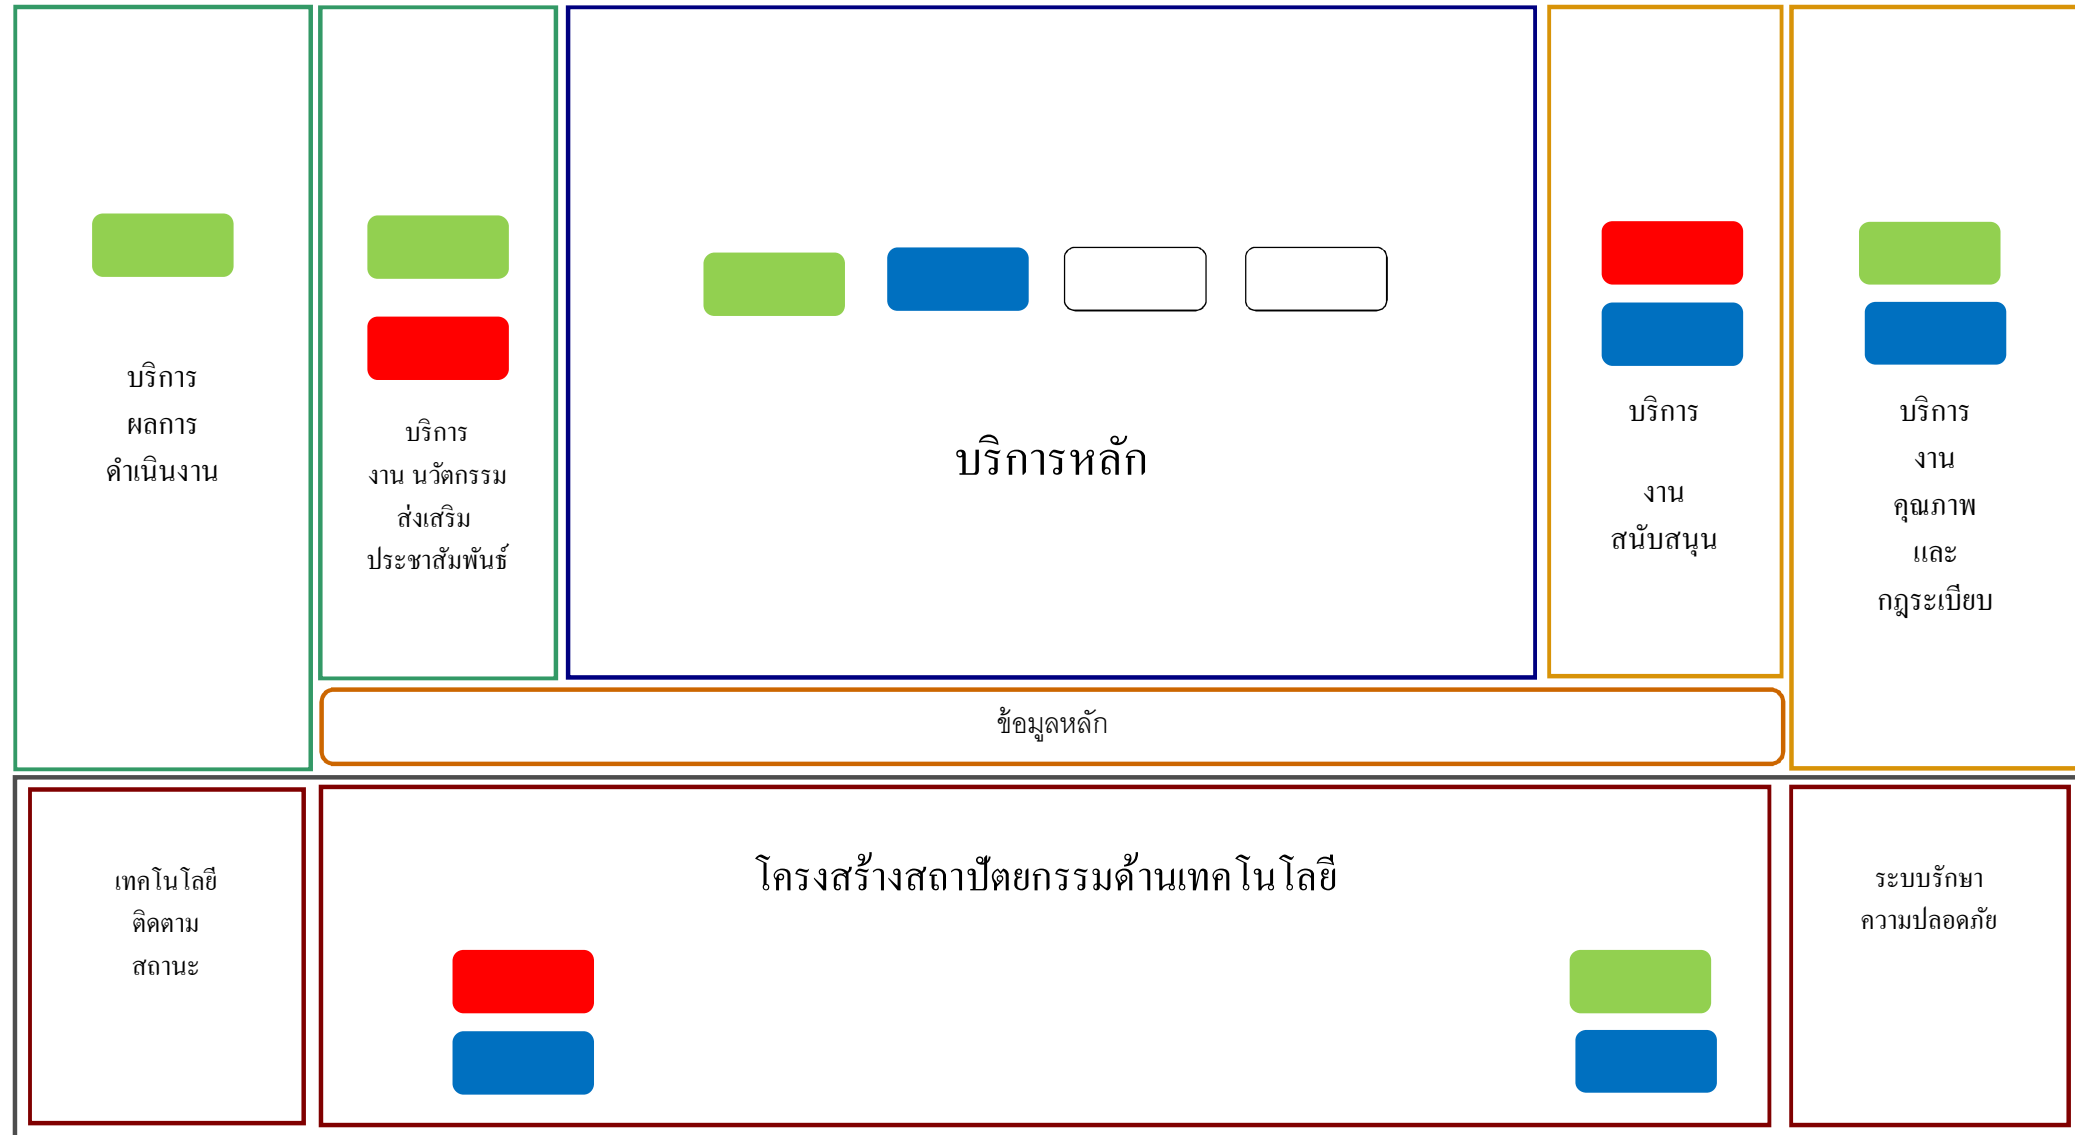 บริการ
ผลการ
ดำเนินงาน
บริการ
งาน นวัตกรรม
ส่งเสริม
ประชาสัมพันธ์
บริการหลัก
บริการ
งาน
สนับสนุน
บริการ
งาน
คุณภาพ
และ
กฎระเบียบ
ข้อมูลหลัก
เทคโนโลยี
ติดตาม
สถานะ
โครงสร้างสถาปัตยกรรมด้านเทคโนโลยี
ระบบรักษา
ความปลอดภัย